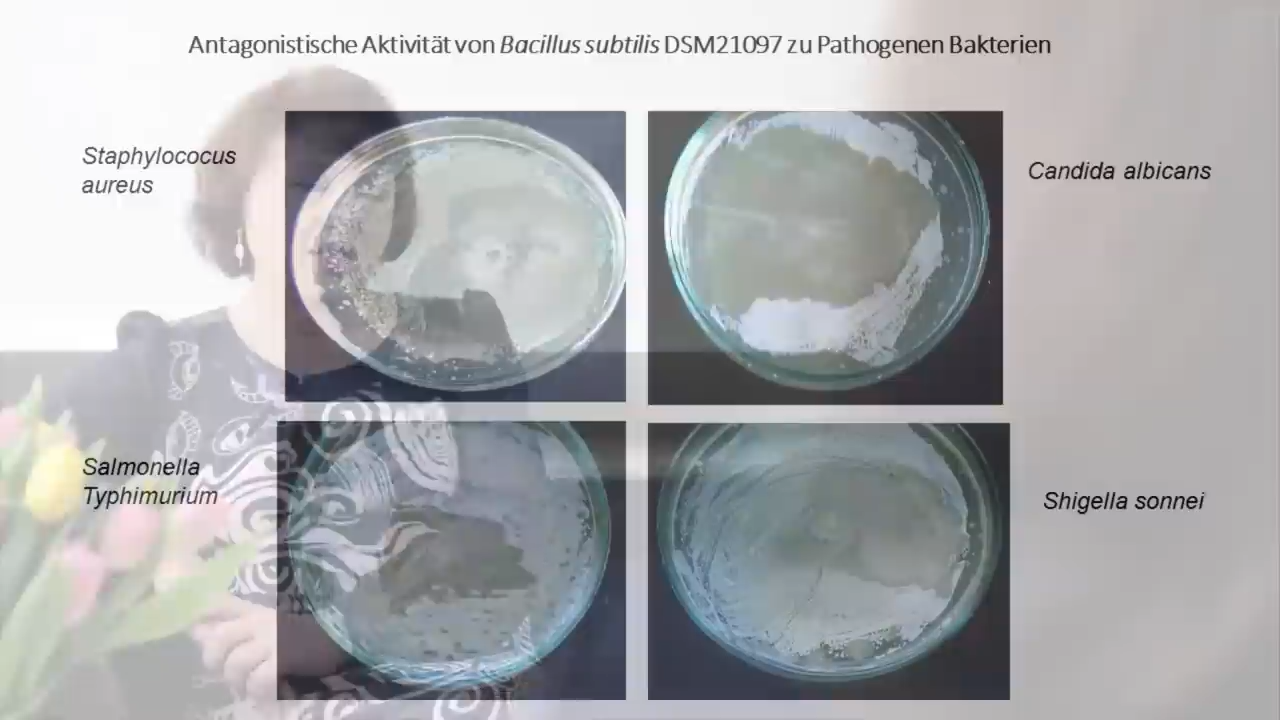 Antagonistische Aktivität von Bacillus subtilis DSM21097 zu Pathogenen Bakterien
Staphylococus
aureus
Candida albicans
Salmonella
Typhimurium
Shigella sonnei